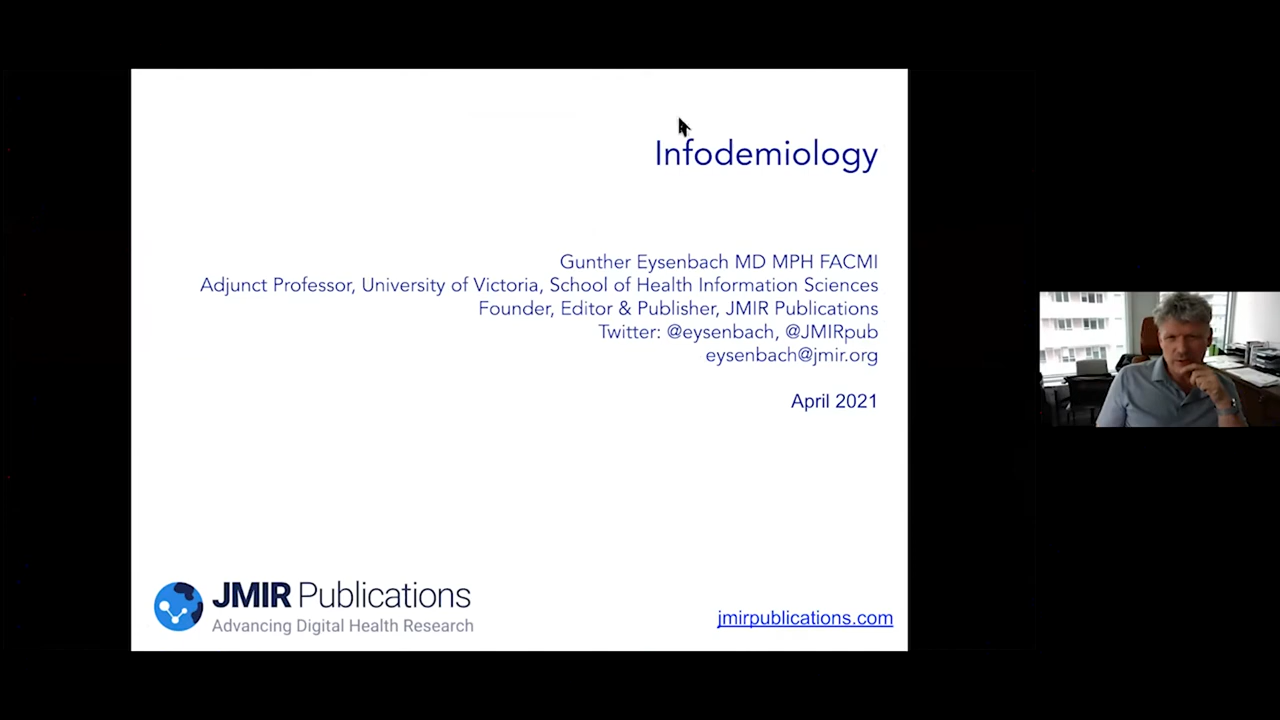 Infodemiology
Gunther Eysenbach MD MPH FACMI
Adjunct Professor, University of Victoria, School of Health Information Sciences
Founder, Editor & Publisher, JMIR Publications
Twitter: @eysenbach, @JMIRpub
eysenbach@jmir.org
April 2021
JMIR Publications
Advancing Digital Health Research
jmirpublications.com